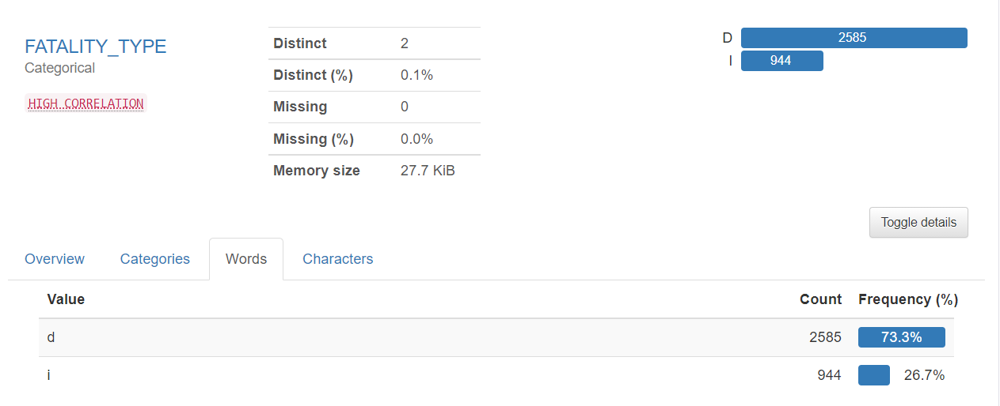 FATALITY_TYPE
Categorical
HIGH CORRELATION
Distinct 2
Distinct (%) 0.1%
Missing 0
Missing (%) 0.0%
Memory size 27.7 KiB
D 2585
I 944
Toggle details
Overview Categories Words Characters
Value Count Frequency (%)
d 2585 73.3%
i 944 26.7%